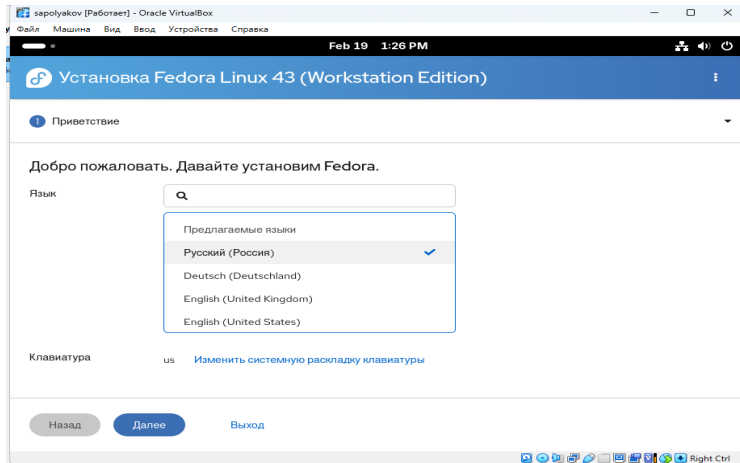 sapolyakov [Работает] - Oracle VirtualBox
Файл Машина Вид Ввод Устройства Справка
Feb 19 1:26 PM
Установка Fedora Linux 43 (Workstation Edition)
1 Приветствие
Добро пожаловать. Давайте установим Fedora.
Язык
Предлагаемые языки
Русский (Россия)
Deutsch (Deutschland)
English (United Kingdom)
English (United States)
Клавиатура us Изменить системную раскладку клавиатуры
Назад Далее Выход
Right Ctrl